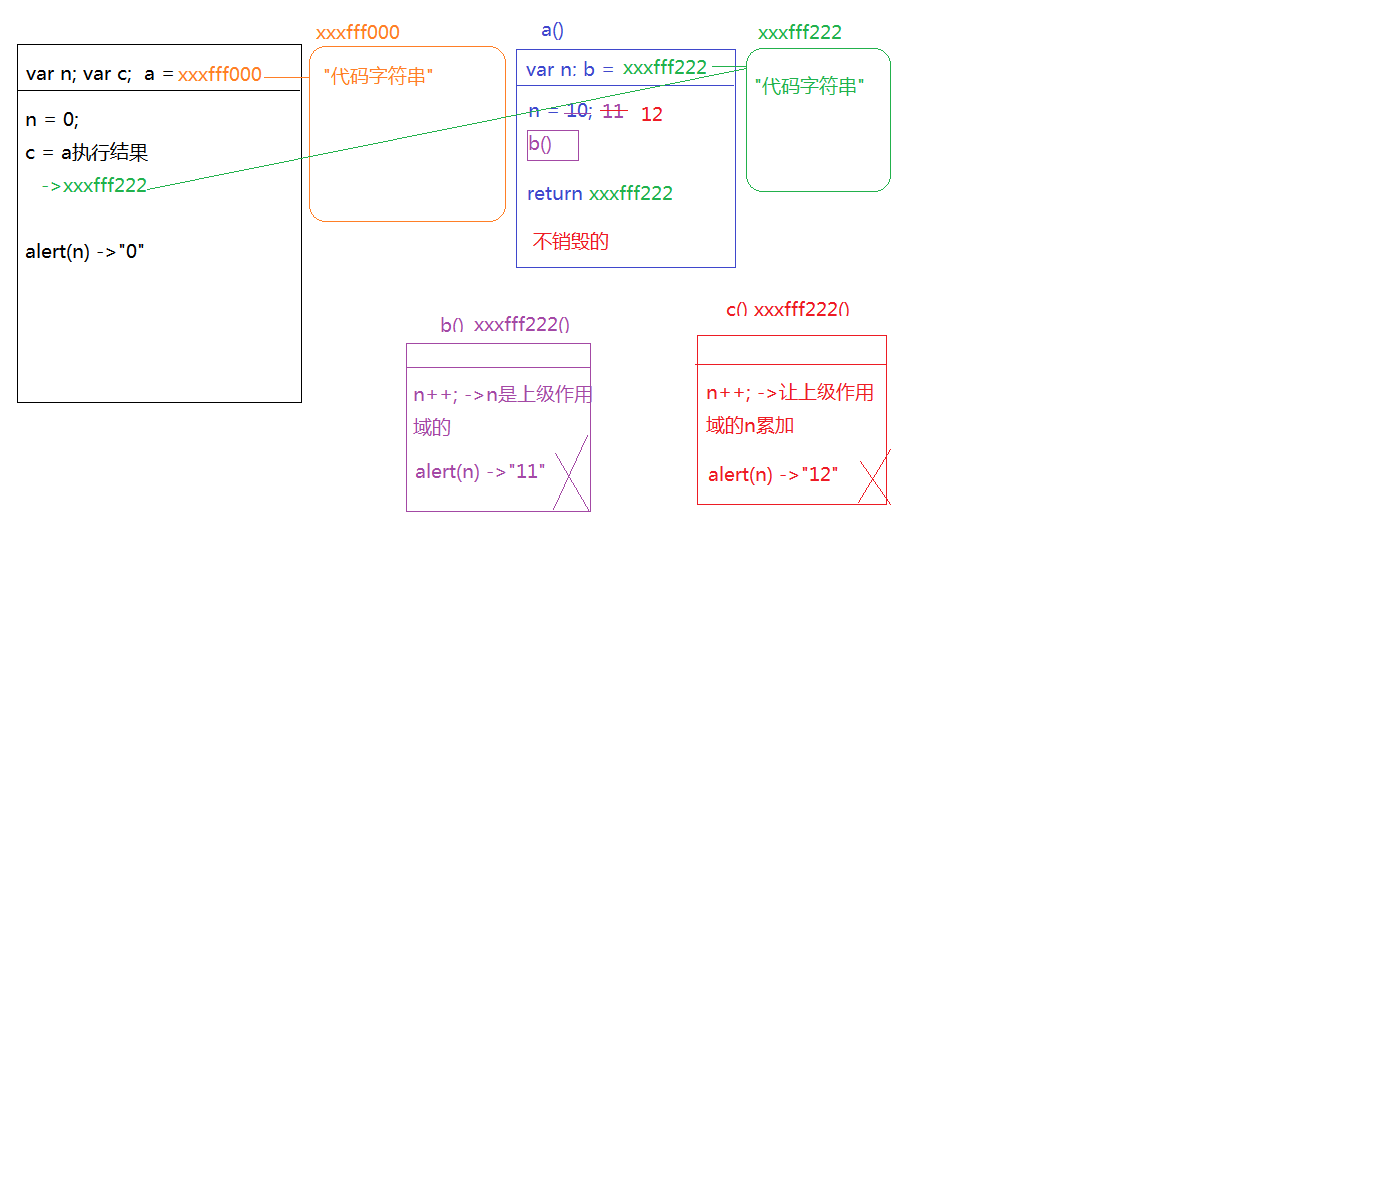 var n; var c;  a = xxxfff000
n = 0;
c = a执行结果
->xxxfff222
alert(n) ->"0"
xxxfff000
"代码字符串"
a()
var n: b = xxxfff222
n = 10; 11 12
b()
return xxxfff222
不销毁的
xxxfff222
"代码字符串"
b() xxxfff222()
n++; ->n是上级作用
域的
alert(n) ->"11"
c() xxxfff222()
n++; ->让上级作用
域的n累加
alert(n) ->"12"